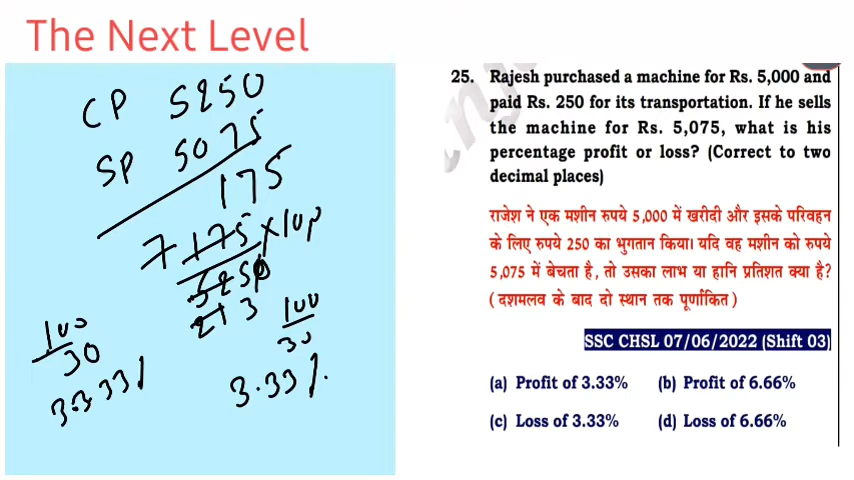 The Next Level
CP 5250
SP 5075
175
7 175 ×100
5250
21 3
100
30
3.33%
100
30
3.33%
25. Rajesh purchased a machine for Rs. 5,000 and
paid Rs. 250 for its transportation. If he sells
the machine for Rs. 5,075, what is his
percentage profit or loss? (Correct to two
decimal places)
राजेश ने एक मशीन रुपये 5,000 में खरीदी और इसके परिवहन
के लिए रुपये 250 का भुगतान किया। यदि वह मशीन को रुपये
5,075 में बेचता है, तो उसका लाभ या हानि प्रतिशत क्या है?
( दशमलव के बाद दो स्थान तक पूर्णांकित )
SSC CHSL 07/06/2022 (Shift 03)
(a) Profit of 3.33% (b) Profit of 6.66%
(c) Loss of 3.33% (d) Loss of 6.66%